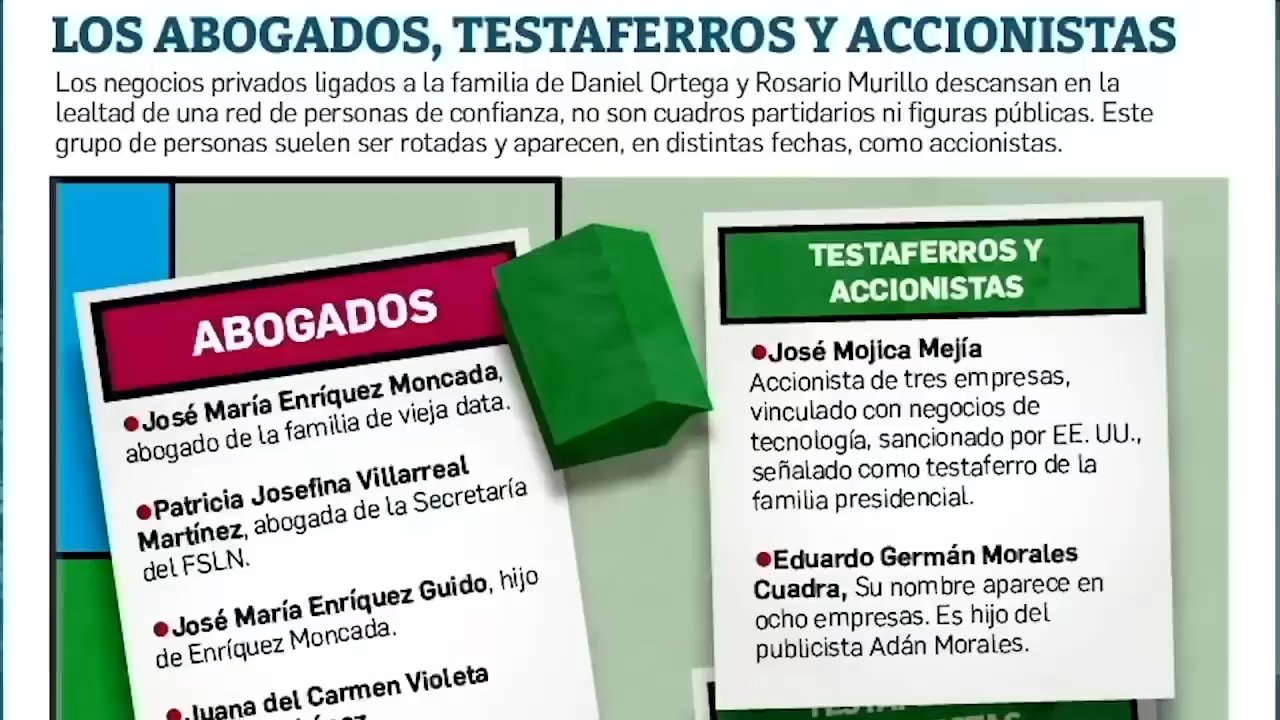 LOS ABOGADOS, TESTAFERROS Y ACCIONISTAS
Los negocios privados ligados a la familia de Daniel Ortega y Rosario Murillo descansan en la
lealtad de una red de personas de confianza, no son cuadros partidarios ni figuras públicas. Este
grupo de personas suelen ser rotadas y aparecen, en distintas fechas, como accionistas.
ABOGADOS
●José María Enríquez Moncada,
abogado de la familia de vieja data.
●Patricia Josefina Villarreal
Martínez, abogada de la Secretaría
del FSLN.
●José María Enríquez Guido, hijo
de Enríquez Moncada.
●Juana del Carmen Violeta
TESTAFERROS Y
ACCIONISTAS
●José Mojica Mejía
Accionista de tres empresas,
vinculado con negocios de
tecnología, sancionado por EE. UU.,
señalado como testaferro de la
familia presidencial.
●Eduardo Germán Morales
Cuadra, Su nombre aparece en
ocho empresas. Es hijo del
publicista Adán Morales.